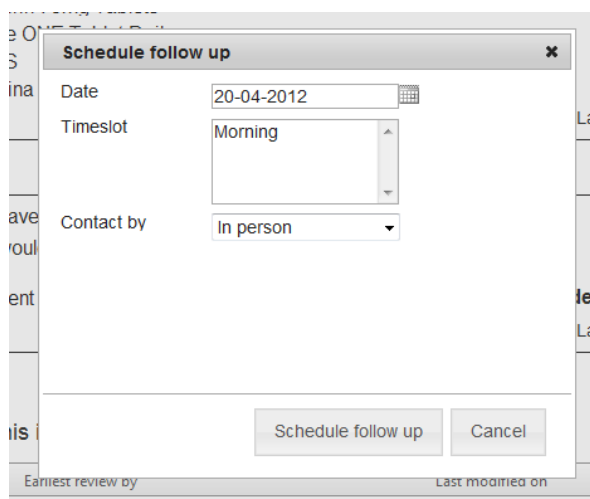 Schedule follow up
Date
20-04-2012
Timeslot
Morning
Contact by
In person
Schedule follow up
Cancel
Earliest review by
Last modified on